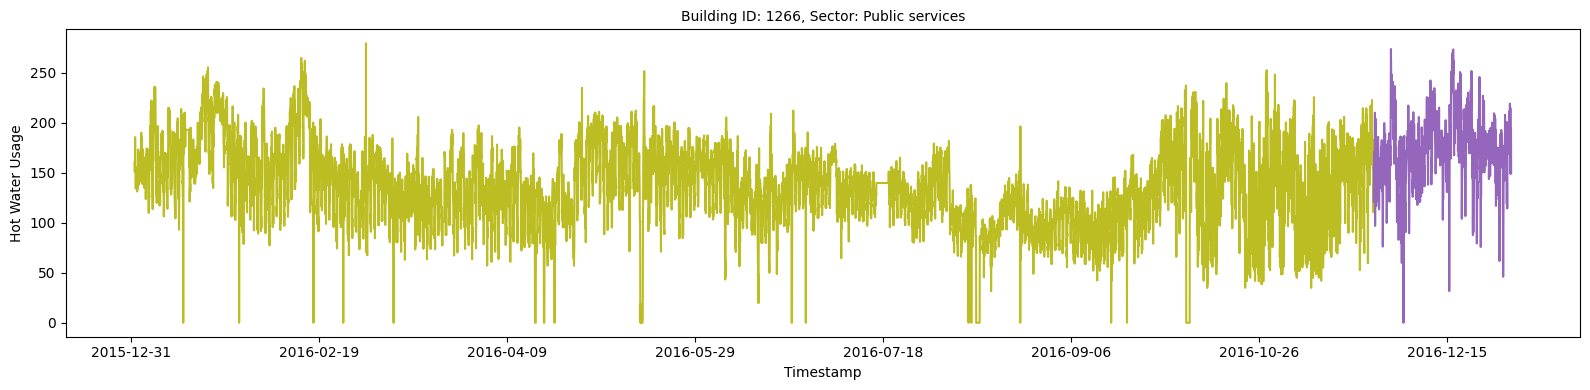 Building ID: 1266, Sector: Public services
Hot Water Usage
250
200
150
100
50
0
2015-12-31 2016-02-19 2016-04-09 2016-05-29 2016-07-18 2016-09-06 2016-10-26 2016-12-15
Timestamp